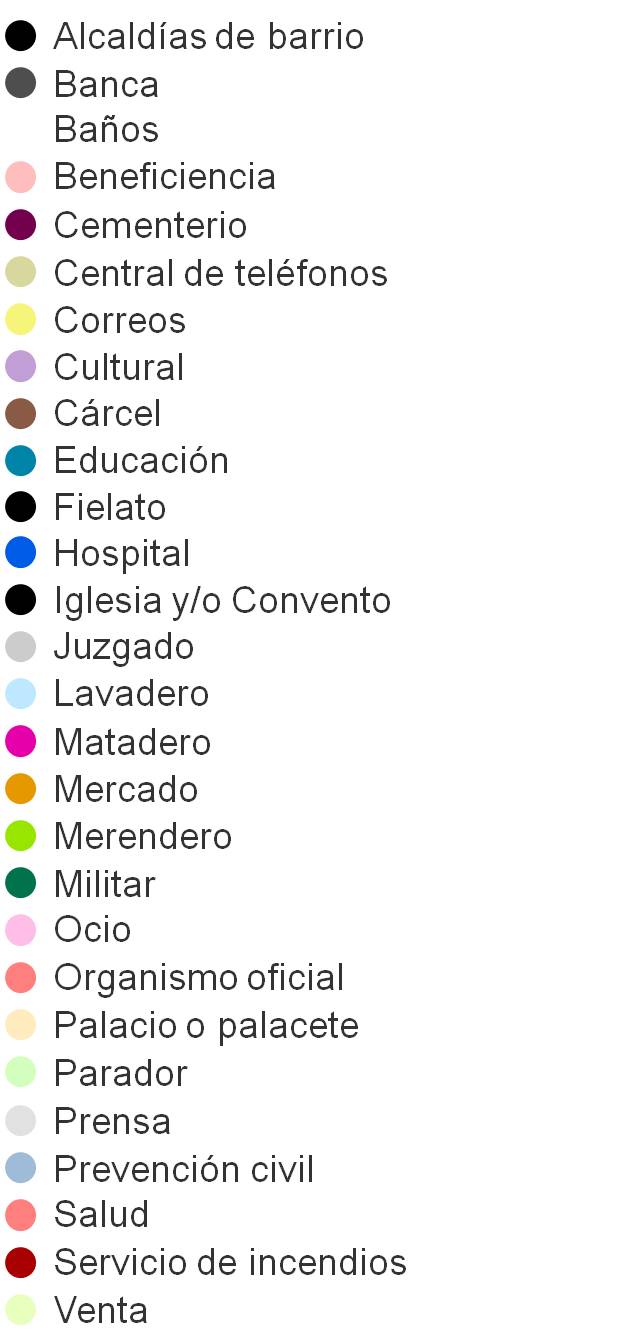 Alcaldías de barrio
Banca
Baños
Beneficiencia
Cementerio
Central de teléfonos
Correos
Cultural
Cárcel
Educación
Fielato
Hospital
Iglesia y/o Convento
Juzgado
Lavadero
Matadero
Mercado
Merendero
Militar
Ocio
Organismo oficial
Palacio o palacete
Parador
Prensa
Prevención civil
Salud
Servicio de incendios
Venta